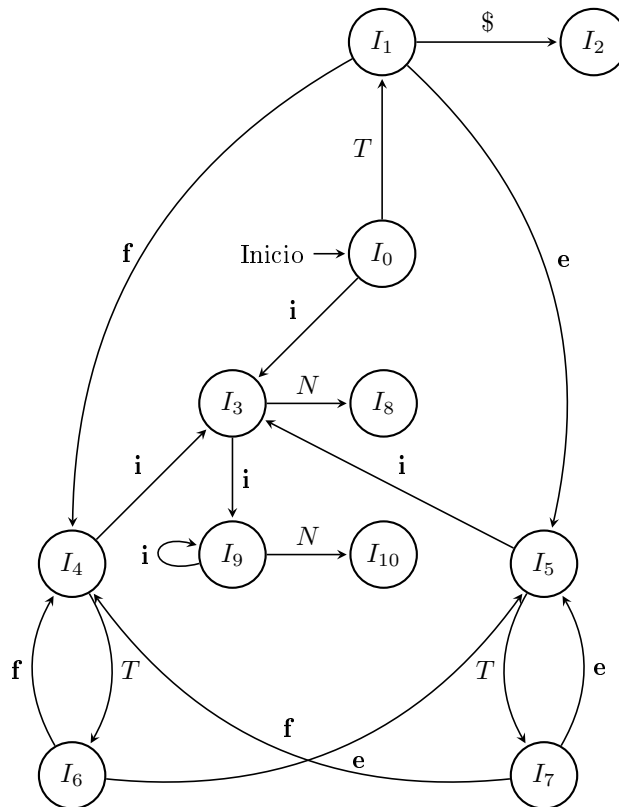 I₁ $ I₂
T
f
Inicio I₀
e
i
I₃ N I₈
i i i
I₄ i I₉ N I₁₀ I₅
f T T e
f
e
I₆ I₇